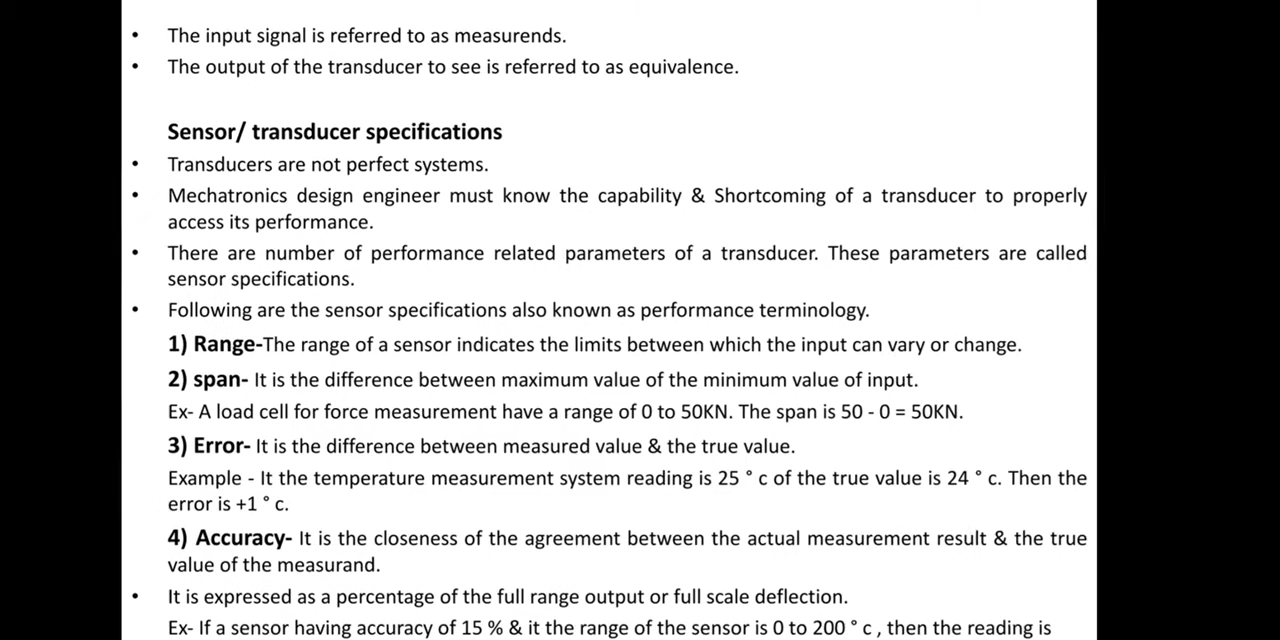 • The input signal is referred to as measurends.
• The output of the transducer to see is referred to as equivalence.
Sensor/ transducer specifications
• Transducers are not perfect systems.
• Mechatronics design engineer must know the capability & Shortcoming of a transducer to properly
access its performance.
• There are number of performance related parameters of a transducer. These parameters are called
sensor specifications.
• Following are the sensor specifications also known as performance terminology.
1) Range-The range of a sensor indicates the limits between which the input can vary or change.
2) span- It is the difference between maximum value of the minimum value of input.
Ex- A load cell for force measurement have a range of 0 to 50KN. The span is 50 - 0 = 50KN.
3) Error- It is the difference between measured value & the true value.
Example - It the temperature measurement system reading is 25 ° c of the true value is 24 ° c. Then the
error is +1 ° c.
4) Accuracy- It is the closeness of the agreement between the actual measurement result & the true
value of the measurand.
• It is expressed as a percentage of the full range output or full scale deflection.
Ex- If a sensor having accuracy of 15 % & it the range of the sensor is 0 to 200 ° c , then the reading is